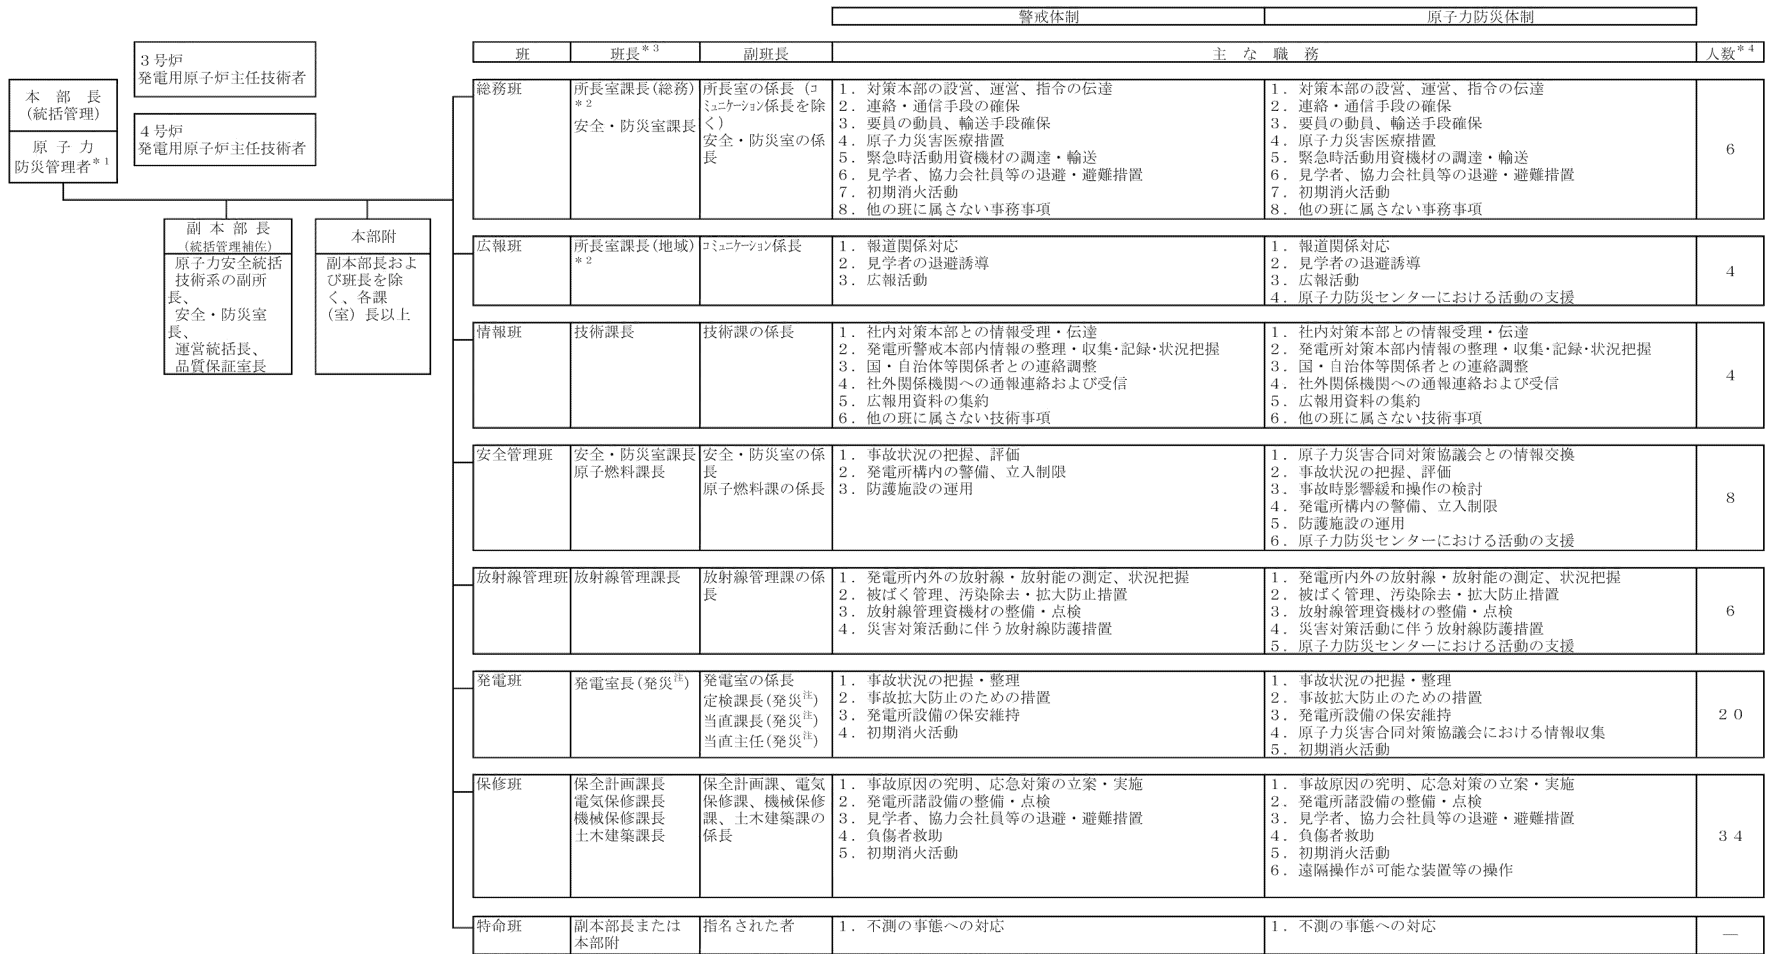 警戒体制
原子力防災体制
班
班長＊３
副班長
主　な　職　務
人数＊４
３号炉
発電用原子炉主任技術者
４号炉
発電用原子炉主任技術者
本　部　長
（統括管理）
原　子　力
防災管理者＊１
副　本　部　長
（統括管理補佐）
原子力安全統括
技術系の副所
長、
安全・防災室
長、
運営統括長、
品質保証室長
本部附
副本部長およ
び班長を除
く、各課
（室）長以上
総務班
所長室課長(総務)
＊２
安全・防災室課長
所長室の係長（ｺ
ﾐｭﾆｹｰｼｮﾝ係長を除
く）
安全・防災室の係
長
１．対策本部の設営、運営、指令の伝達
２．連絡・通信手段の確保
３．要員の動員、輸送手段確保
４．原子力災害医療措置
５．緊急時活動用資機材の調達・輸送
６．見学者、協力会社員等の退避・避難措置
７．初期消火活動
８．他の班に属さない事務事項
１．対策本部の設営、運営、指令の伝達
２．連絡・通信手段の確保
３．要員の動員、輸送手段確保
４．原子力災害医療措置
５．緊急時活動用資機材の調達・輸送
６．見学者、協力会社員等の退避・避難措置
７．初期消火活動
８．他の班に属さない事務事項
６
広報班
所長室課長(地域)
＊２
ｺﾐｭﾆｹｰｼｮﾝ係長
１．報道関係対応
２．見学者の退避誘導
３．広報活動
１．報道関係対応
２．見学者の退避誘導
３．広報活動
４．原子力防災センターにおける活動の支援
４
情報班
技術課長
技術課の係長
１．社内対策本部との情報受理・伝達
２．発電所警戒本部内情報の整理・収集･記録･状況把握
３．国・自治体等関係者との連絡調整
４．社外関係機関への通報連絡および受信
５．広報用資料の集約
６．他の班に属さない技術事項
１．社内対策本部との情報受理・伝達
２．発電所対策本部内情報の整理・収集･記録･状況把握
３．国・自治体等関係者との連絡調整
４．社外関係機関への通報連絡および受信
５．広報用資料の集約
６．他の班に属さない技術事項
４
安全管理班
安全・防災室課長
原子燃料課長
安全・防災室の係
長
原子燃料課の係長
１．事故状況の把握、評価
２．発電所構内の警備、立入制限
３．防護施設の運用
１．原子力災害合同対策協議会との情報交換
２．事故状況の把握、評価
３．事故時影響緩和操作の検討
４．発電所構内の警備、立入制限
５．防護施設の運用
６．原子力防災センターにおける活動の支援
８
放射線管理班
放射線管理課長
放射線管理課の係
長
１．発電所内外の放射線・放射能の測定、状況把握
２．被ばく管理、汚染除去・拡大防止措置
３．放射線管理資機材の整備・点検
４．災害対策活動に伴う放射線防護措置
１．発電所内外の放射線・放射能の測定、状況把握
２．被ばく管理、汚染除去・拡大防止措置
３．放射線管理資機材の整備・点検
４．災害対策活動に伴う放射線防護措置
５．原子力防災センターにおける活動の支援
６
発電班
発電室長(発災注)
発電室の係長
定検課長(発災注)
当直課長(発災注)
当直主任(発災注)
１．事故状況の把握・整理
２．事故拡大防止のための措置
３．発電所設備の保安維持
４．初期消火活動
１．事故状況の把握・整理
２．事故拡大防止のための措置
３．発電所設備の保安維持
４．原子力災害合同対策協議会における情報収集
５．初期消火活動
２０
保修班
保全計画課長
電気保修課長
機械保修課長
土木建築課長
保全計画課、電気
保修課、機械保修
課、土木建築課の
係長
１．事故原因の究明、応急対策の立案・実施
２．発電所諸設備の整備・点検
３．見学者、協力会社員等の退避・避難措置
４．負傷者救助
５．初期消火活動
１．事故原因の究明、応急対策の立案・実施
２．発電所諸設備の整備・点検
３．見学者、協力会社員等の退避・避難措置
４．負傷者救助
５．初期消火活動
６．遠隔操作が可能な装置等の操作
３４
特命班
副本部長または
本部附
指名された者
１．不測の事態への対応
１．不測の事態への対応
―